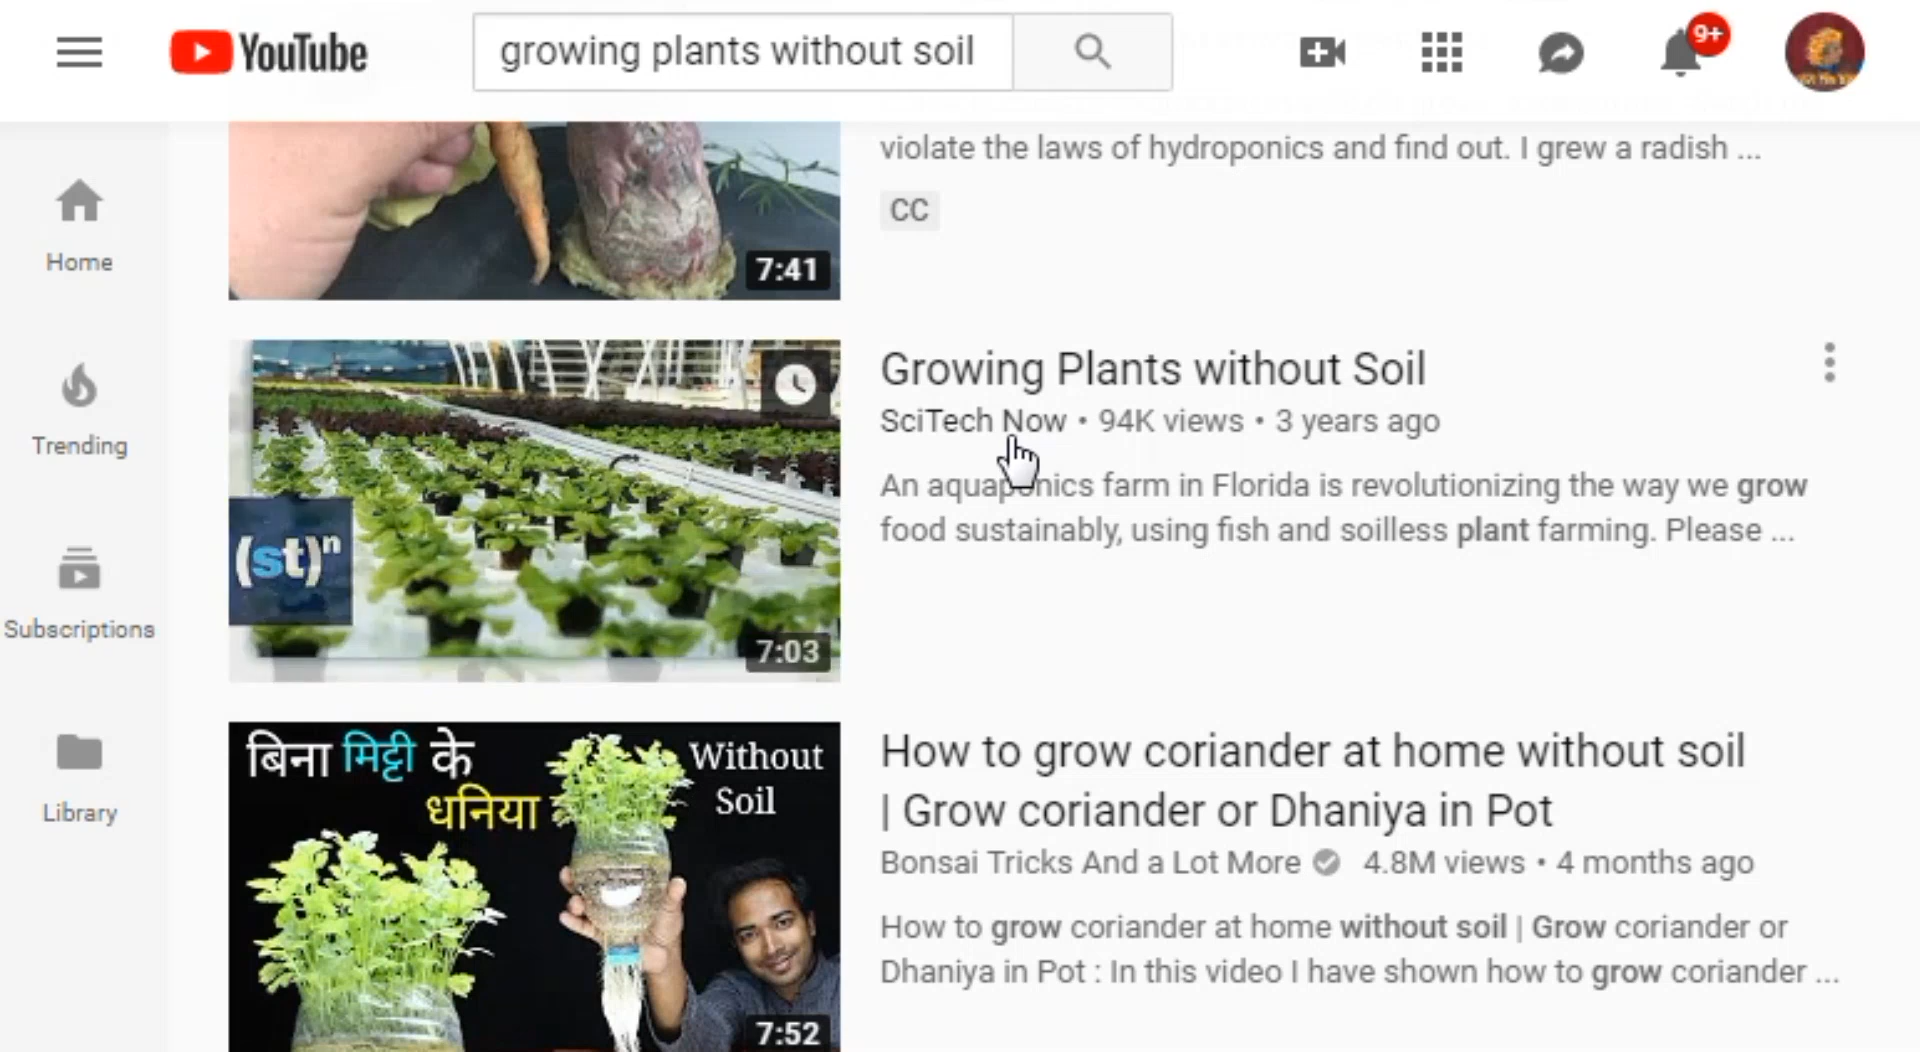 YouTube
growing plants without soil
9+
violate the laws of hydroponics and find out. I grew a radish ...
CC
7:41
Home
Trending
Subscriptions
Library
Growing Plants without Soil
SciTech Now • 94K views • 3 years ago
An aquaponics farm in Florida is revolutionizing the way we grow
food sustainably, using fish and soilless plant farming. Please ...
(st)ⁿ
7:03
बिना मिट्टी के
धनिया
Without
Soil
7:52
How to grow coriander at home without soil
| Grow coriander or Dhaniya in Pot
Bonsai Tricks And a Lot More 4.8M views • 4 months ago
How to grow coriander at home without soil | Grow coriander or
Dhaniya in Pot : In this video I have shown how to grow coriander ...